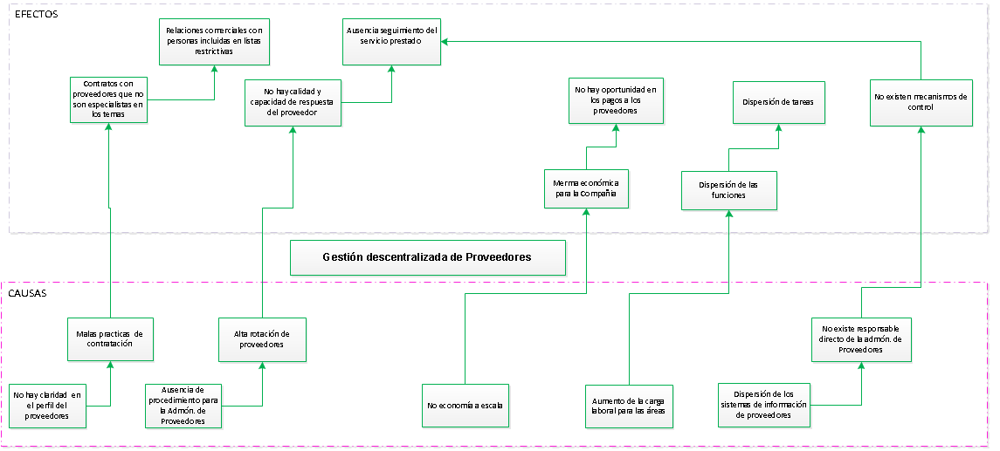 EFECTOS
Relaciones comerciales con
personas incluidas en listas
restrictivas
Ausencia seguimiento del
servicio prestado
Contratos con
proveedores que no
son especialistas en
los temas
No hay calidad y
capacidad de respuesta
del proveedor
No hay oportunidad en
los pagos a los
proveedores
Dispersión de tareas
No existen mecanismos de
control
Merma económica
para la Compañia
Dispersión de las
funciones
Gestión descentralizada de Proveedores
CAUSAS
Malas practicas de
contratación
Alta rotación de
proveedores
No existe responsable
directo de la admón. de
Proveedores
No hay claridad en
el perfil del
proveedores
Ausencia de
procedimiento para
la Admón. de
Proveedores
No economía a escala
Aumento de la carga
laboral para las áreas
Dispersión de los
sistemas de información
de proveedores